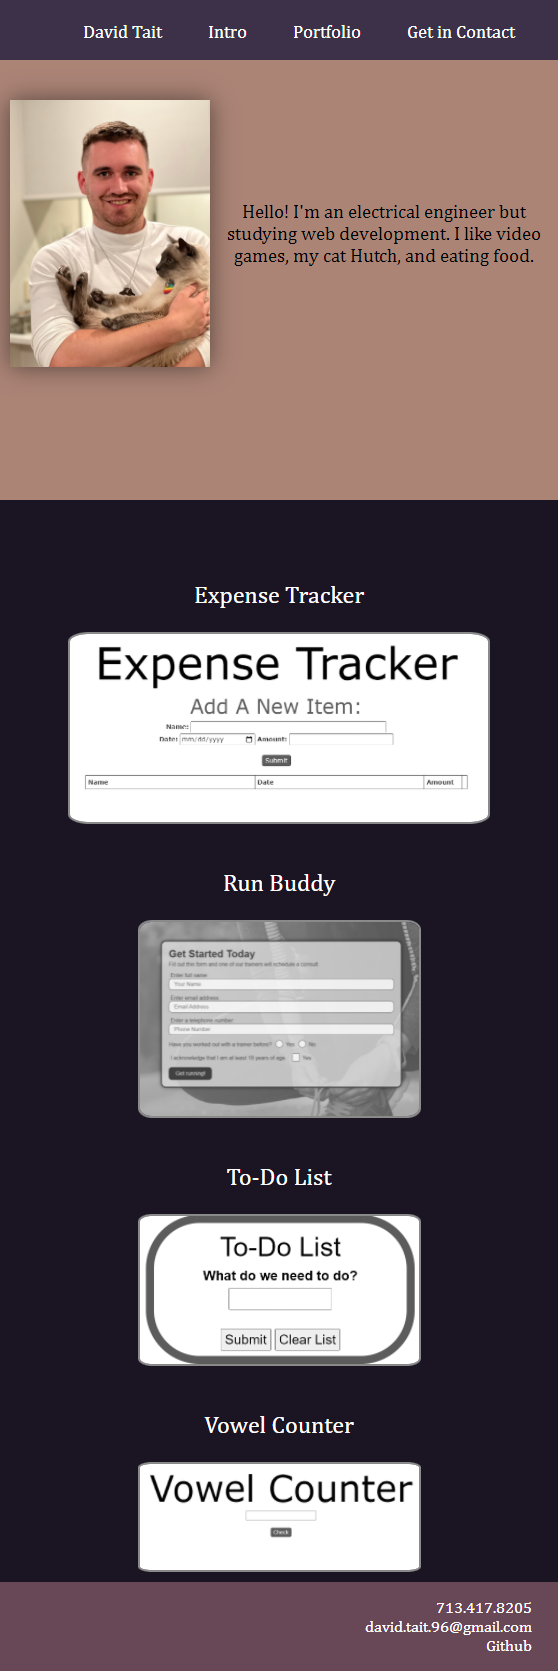 David Tait Intro Portfolio Get in Contact
Hello! I'm an electrical engineer but
studying web development. I like video
games, my cat Hutch, and eating food.
Expense Tracker
Expense Tracker
Add A New Item:
Name:
Date: mm/dd/yyyy Amount:
Submit
Name Date Amount
Run Buddy
Get Started Today
Fill out this form and one of our trainers will schedule a consult
Enter full name
Your Name
Enter email address
Email Address
Enter a telephone number
Phone Number
Have you worked out with a trainer before? Yes No
I acknowledge that I am at least 18 years of age Yes
Get running!
To-Do List
To-Do List
What do we need to do?
Submit Clear List
Vowel Counter
Vowel Counter
Check
713.417.8205
david.tait.96@gmail.com
Github